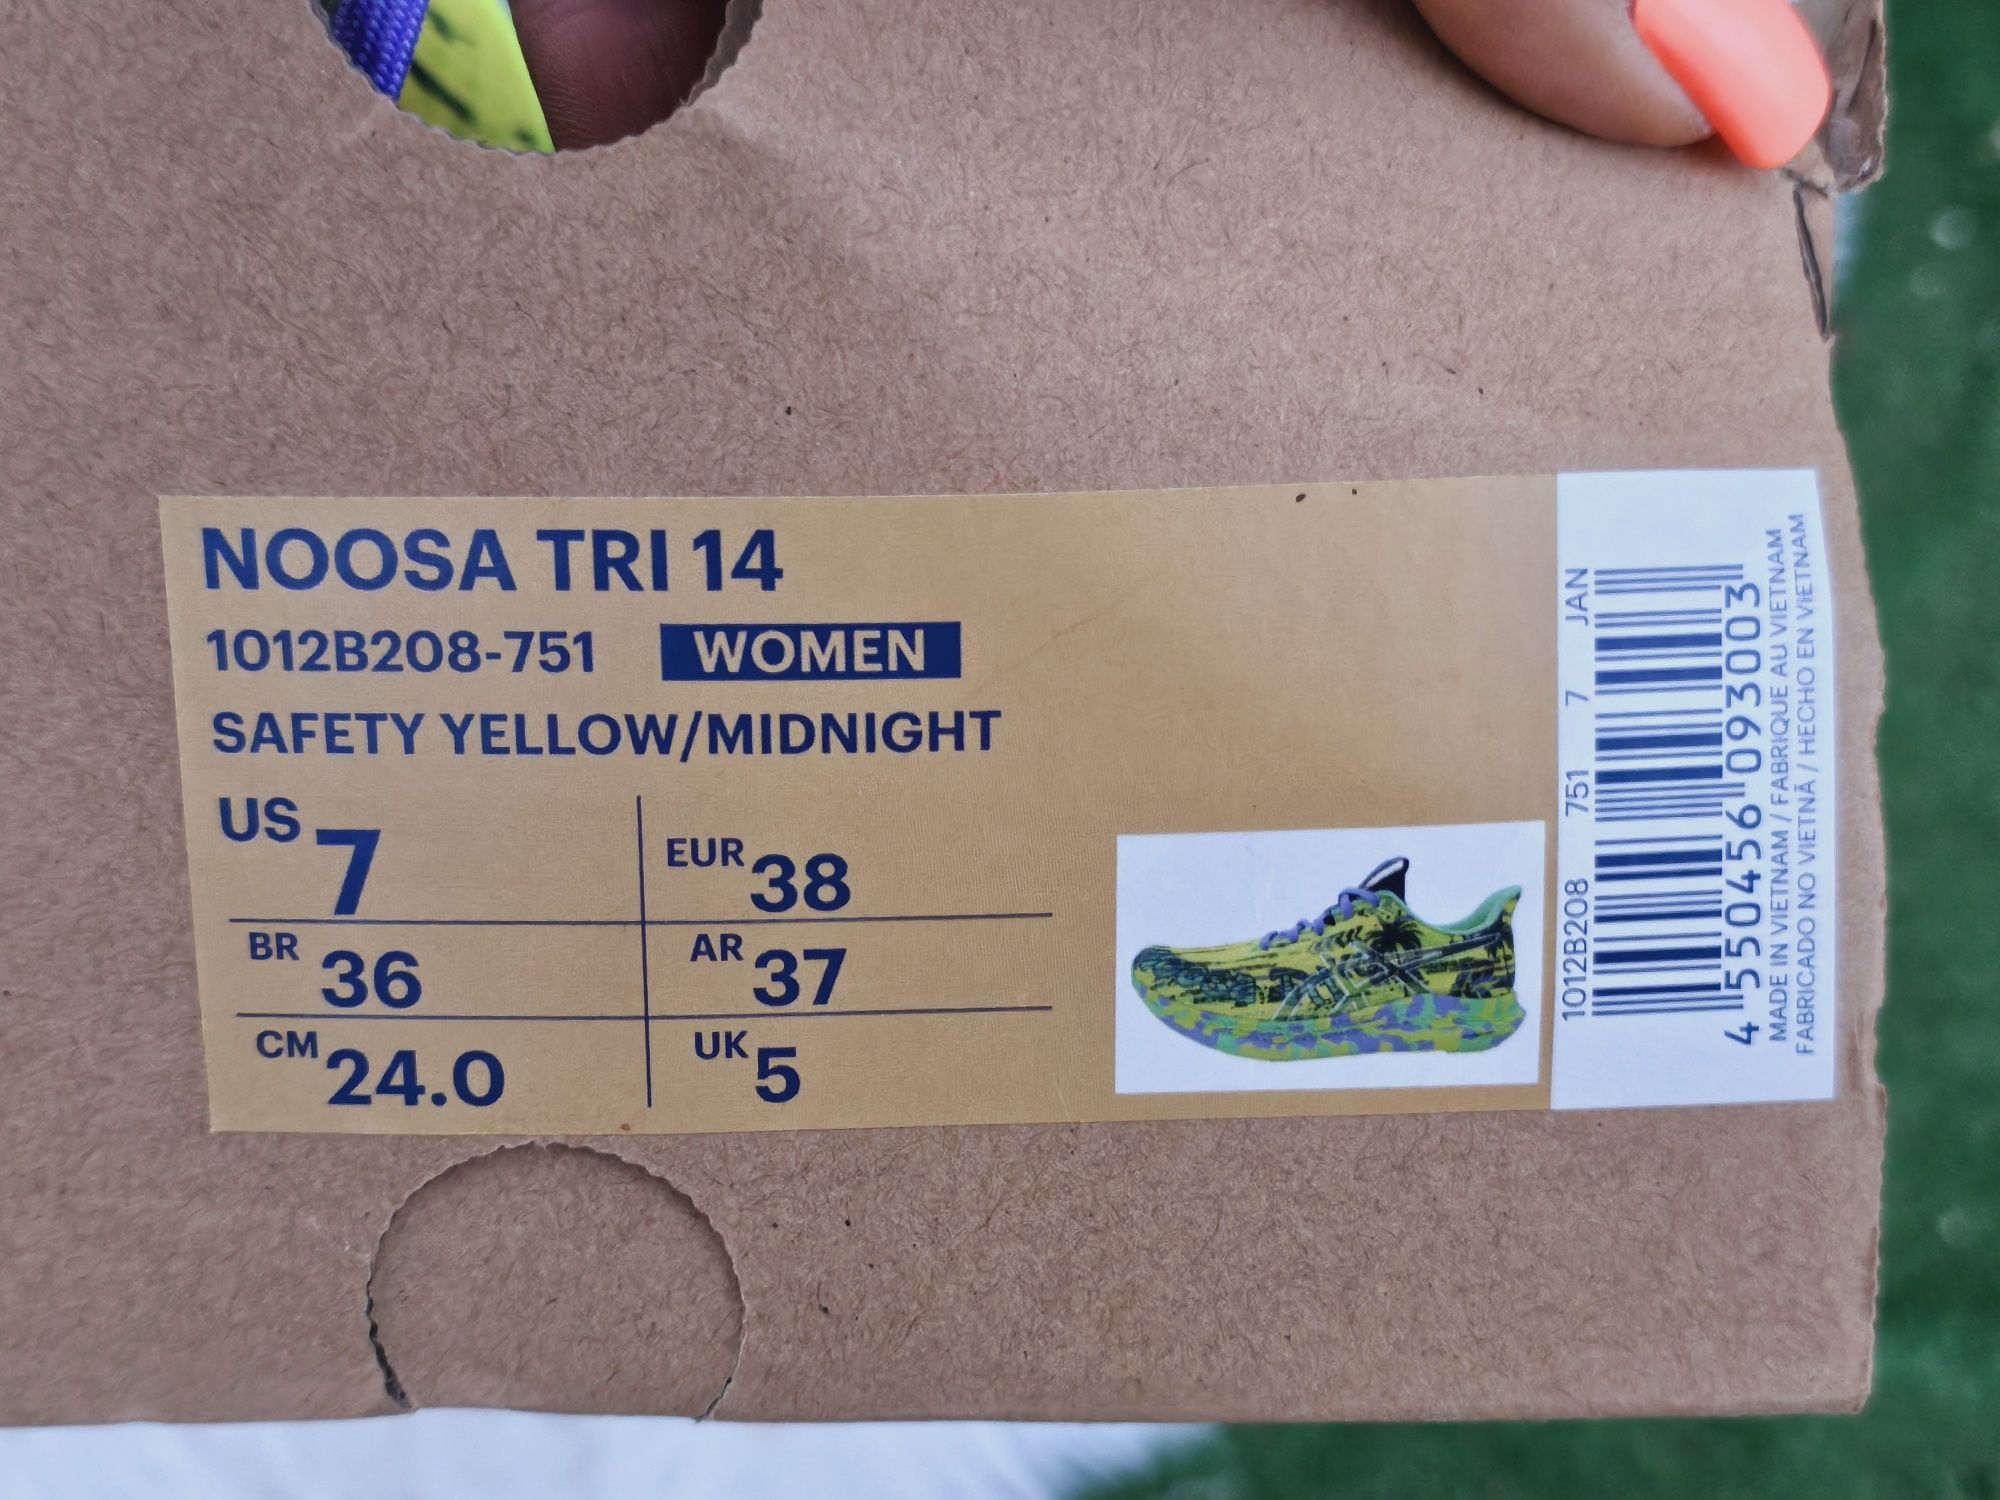 NOOSA TRI 14
1012B208-751 WOMEN
SAFETY YELLOW/MIDNIGHT
US 7
EUR 38
BR 36
AR 37
CM 24.0
UK 5
1012B208 751 7 JAN
4 550456 093003
MADE IN VIETNAM / FABRIQUE AU VIETNAM
FABRICADO NO VIETNÃ / HECHO EN VIETNAM